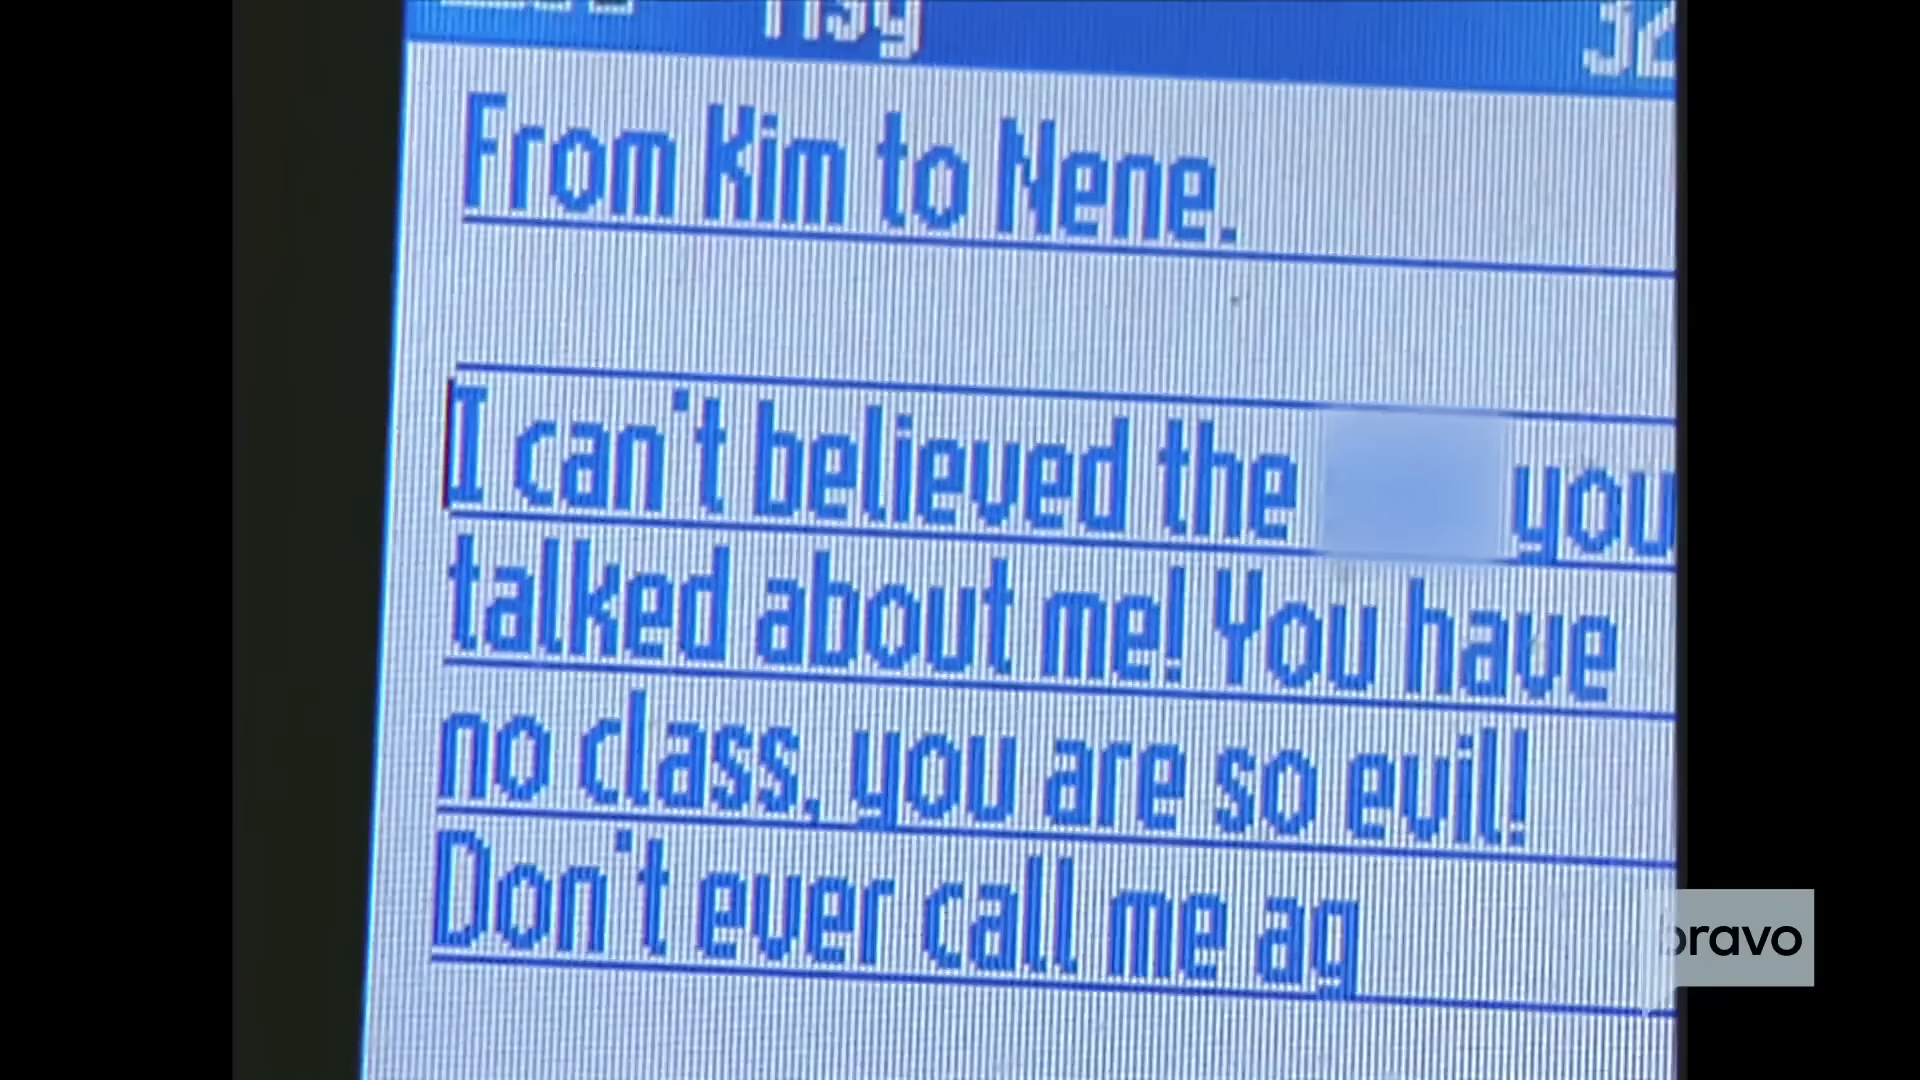 Msg
From Kim to Nene.
I can't believed the you
talked about me! You have
no class, you are so evil!
Don't ever call me ag
bravo